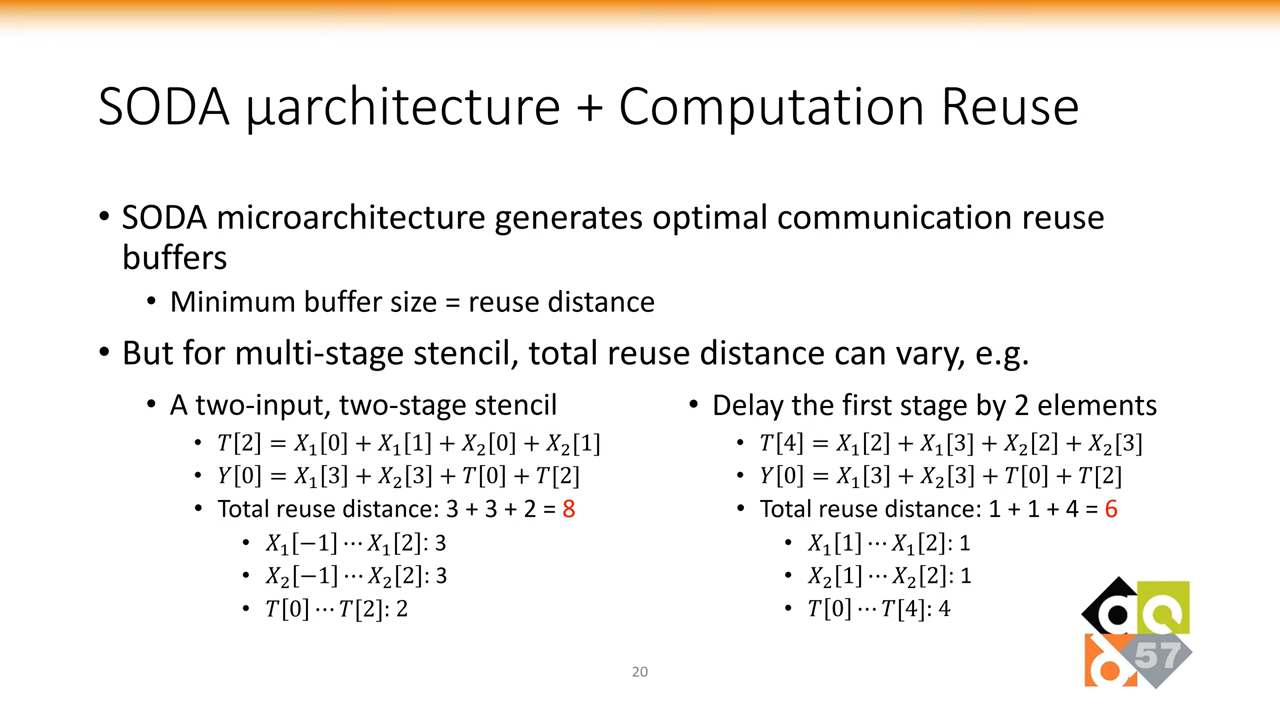 SODA µarchitecture + Computation Reuse
• SODA microarchitecture generates optimal communication reuse
buffers
• Minimum buffer size = reuse distance
• But for multi-stage stencil, total reuse distance can vary, e.g.
• A two-input, two-stage stencil
• T[2] = X₁[0] + X₁[1] + X₂[0] + X₂[1]
• Y[0] = X₁[3] + X₂[3] + T[0] + T[2]
• Total reuse distance: 3 + 3 + 2 = 8
• X₁[−1] ⋯ X₁[2]: 3
• X₂[−1] ⋯ X₂[2]: 3
• T[0] ⋯ T[2]: 2
• Delay the first stage by 2 elements
• T[4] = X₁[2] + X₁[3] + X₂[2] + X₂[3]
• Y[0] = X₁[3] + X₂[3] + T[0] + T[2]
• Total reuse distance: 1 + 1 + 4 = 6
• X₁[1] ⋯ X₁[2]: 1
• X₂[1] ⋯ X₂[2]: 1
• T[0] ⋯ T[4]: 4
57
20